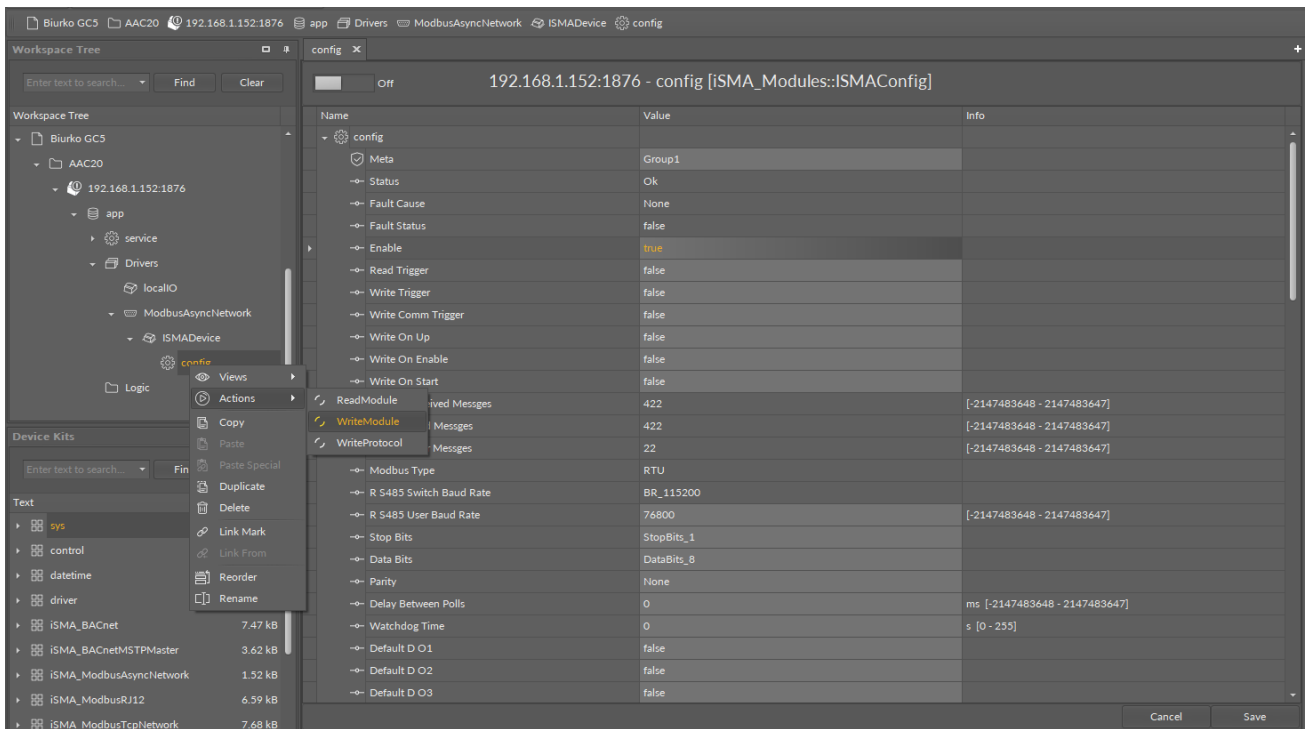 Biurko GC5 AAC20 192.168.1.152:1876 app Drivers ModbusAsyncNetwork ISMADevice config
Workspace Tree
Enter text to search... Find Clear
Workspace Tree
Biurko GC5
AAC20
192.168.1.152:1876
app
service
Drivers
localIO
ModbusAsyncNetwork
ISMADevice
config
Logic
Views
Actions
Copy
Paste
Paste Special
Duplicate
Delete
Link Mark
Link From
Reorder
Rename
ReadModule
WriteModule
WriteProtocol
Device Kits
Enter text to search... Fin
Text
sys
control
datetime
driver
iSMA_BACnet 7.47 kB
iSMA_BACnetMSTPMaster 3.62 kB
iSMA_ModbusAsyncNetwork 1.52 kB
iSMA_ModbusRJ12 6.59 kB
iSMA_ModbusTcpNetwork 7.68 kB
config
Off 192.168.1.152:1876 - config [iSMA_Modules::ISMAConfig]
Name Value Info
config
Meta Group1
Status Ok
Fault Cause None
Fault Status false
Enable true
Read Trigger false
Write Trigger false
Write Comm Trigger false
Write On Up false
Write On Enable false
Write On Start false
ived Messges 422 [-2147483648 - 2147483647]
Messges 422 [-2147483648 - 2147483647]
Messges 22 [-2147483648 - 2147483647]
Modbus Type RTU
R S485 Switch Baud Rate BR_115200
R S485 User Baud Rate 76800 [-2147483648 - 2147483647]
Stop Bits StopBits_1
Data Bits DataBits_8
Parity None
Delay Between Polls 0 ms [-2147483648 - 2147483647]
Watchdog Time 0 s [0 - 255]
Default D O1 false
Default D O2 false
Default D O3 false
Cancel Save